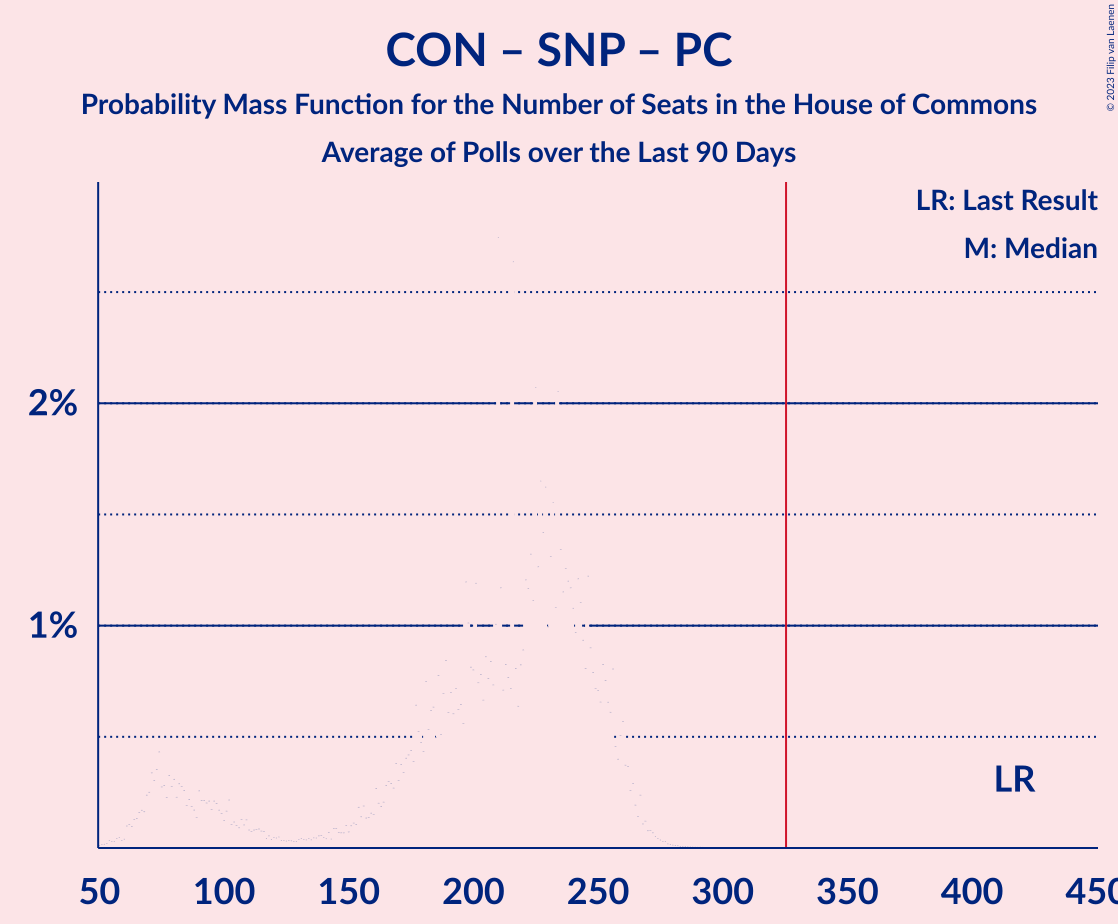 CON – SNP – PC
Probability Mass Function for the Number of Seats in the House of Commons
Average of Polls over the Last 90 Days
© 2023 Filip van Laenen
LR: Last Result
M: Median
2%
1%
LR
50 100 150 200 250 300 350 400 450